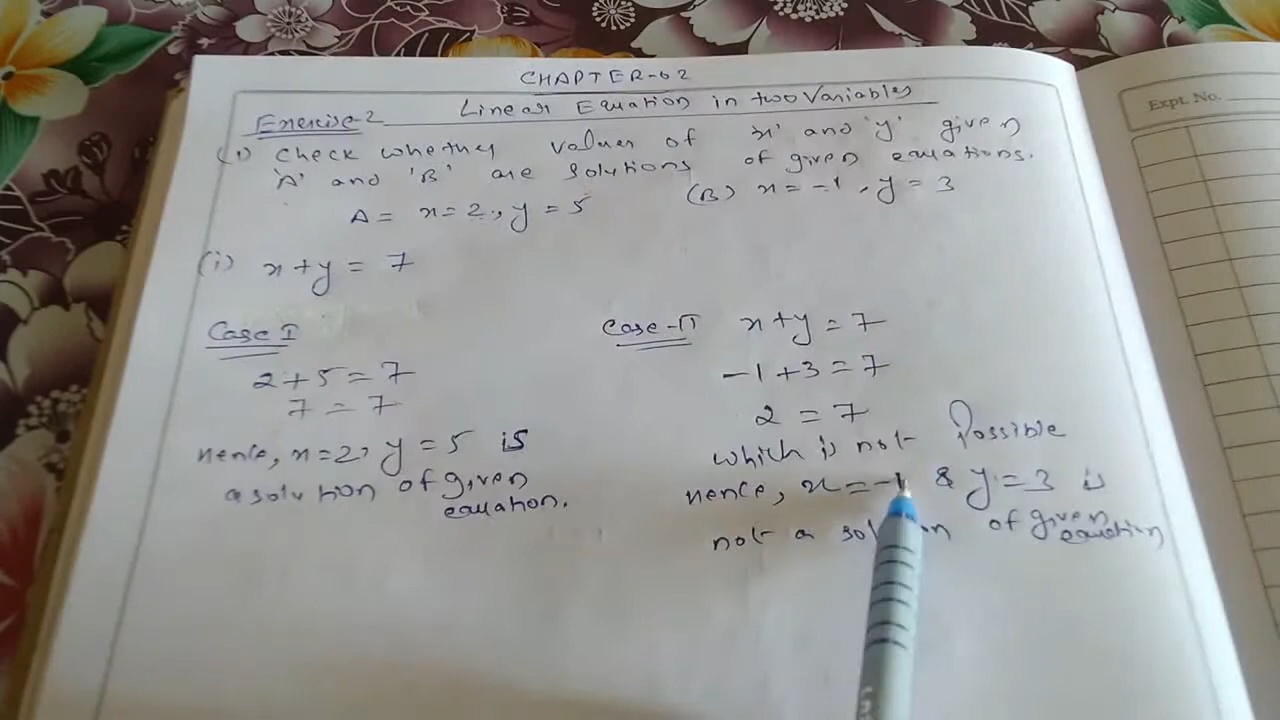 CHAPTER-02
Linear Equation in two Variables
Exercise-2
(1) Check whether values of 'x' and 'y' given
'A' and 'B' are solutions of given equations.
A = x=2, y=5 (B) x=-1, y=3
(i) x+y=7
Case I
2+5=7
7=7
Hence, x=2, y=5 is
a solution of given
equation.
Case-II x+y=7
-1+3=7
2=7
which is not Possible
Hence, x=-1 & y=3 is
not a of given
equation
Expt. No.